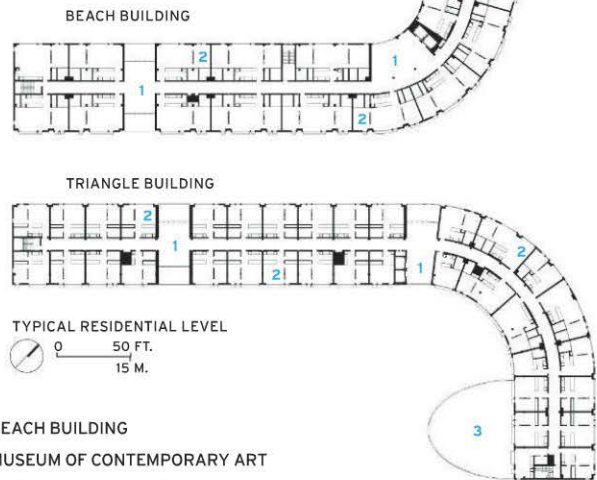 BEACH BUILDING
2
1
1
2
TRIANGLE BUILDING
2
1
2
1
2
TYPICAL RESIDENTIAL LEVEL
0 50 FT.
15 M.
3
EACH BUILDING
MUSEUM OF CONTEMPORARY ART